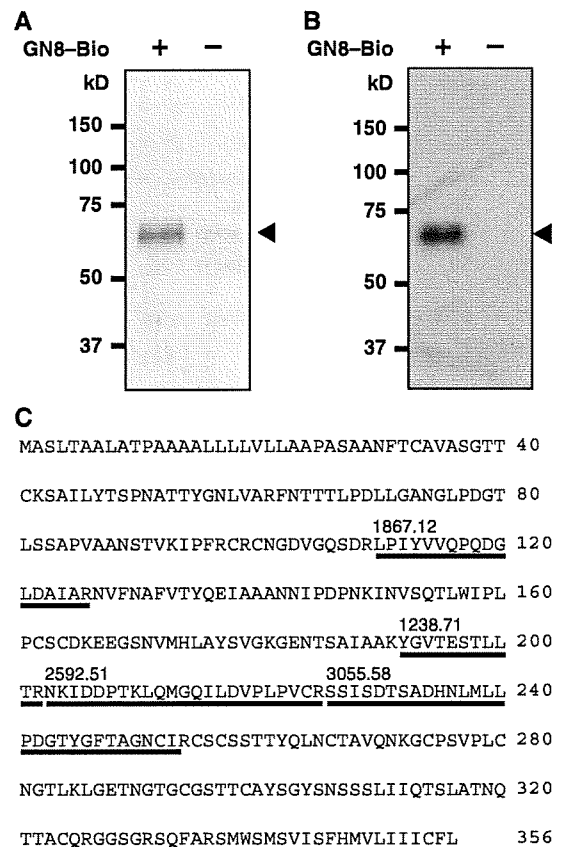 A
GN8–Bio + −
kD
150
100
75
50
37
B
GN8–Bio + −
kD
150
100
75
50
37
C
MASLTAALATPAAAALLLLVLLAAPASAANFTCAVASGTT 40
CKSAILYTSPNATTYGNLVARFNTTTLPDLLGANGLPDGT 80
1867.12
LSSAPVAANSTVKIPFRCRCNGDVGQSDRLPIYVVQPQDG 120
LDAIARNVFNAFVTYQEIAAANNIPDPNKINVSQTLWIPL 160
1238.71
PCSCDKEEGSNVMHLAYSVGKGENTSAIAAKYGVTESTLL 200
2592.51 3055.58
TRNKIDDPTKLQMGQILDVPLPVCRSSISDTSADHNLMLL 240
PDGTYGFTAGNCIRCSCSSTTYQLNCTAVQNKGCPSVPLC 280
NGTLKLGETNGTGCGSTTCAYSGYSNSSSLIIQTSLATNQ 320
TTACQRGGSGRSQFARSMWSMSVISFHMVLIIICFL 356